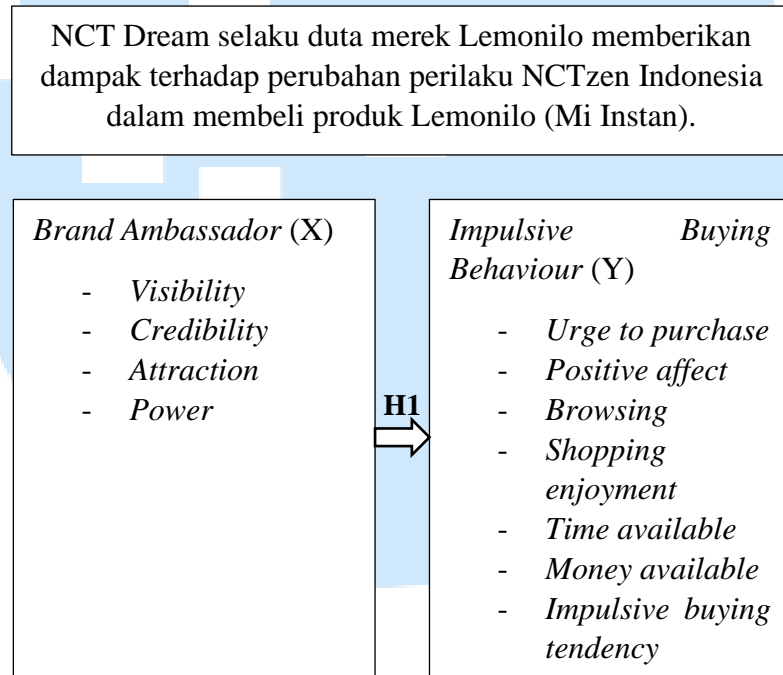 NCT Dream selaku duta merek Lemonilo memberikan
dampak terhadap perubahan perilaku NCTzen Indonesia
dalam membeli produk Lemonilo (Mi Instan).
Brand Ambassador (X)
- Visibility
- Credibility
- Attraction
- Power
H1
Impulsive Buying
Behaviour (Y)
- Urge to purchase
- Positive affect
- Browsing
- Shopping
enjoyment
- Time available
- Money available
- Impulsive buying
tendency